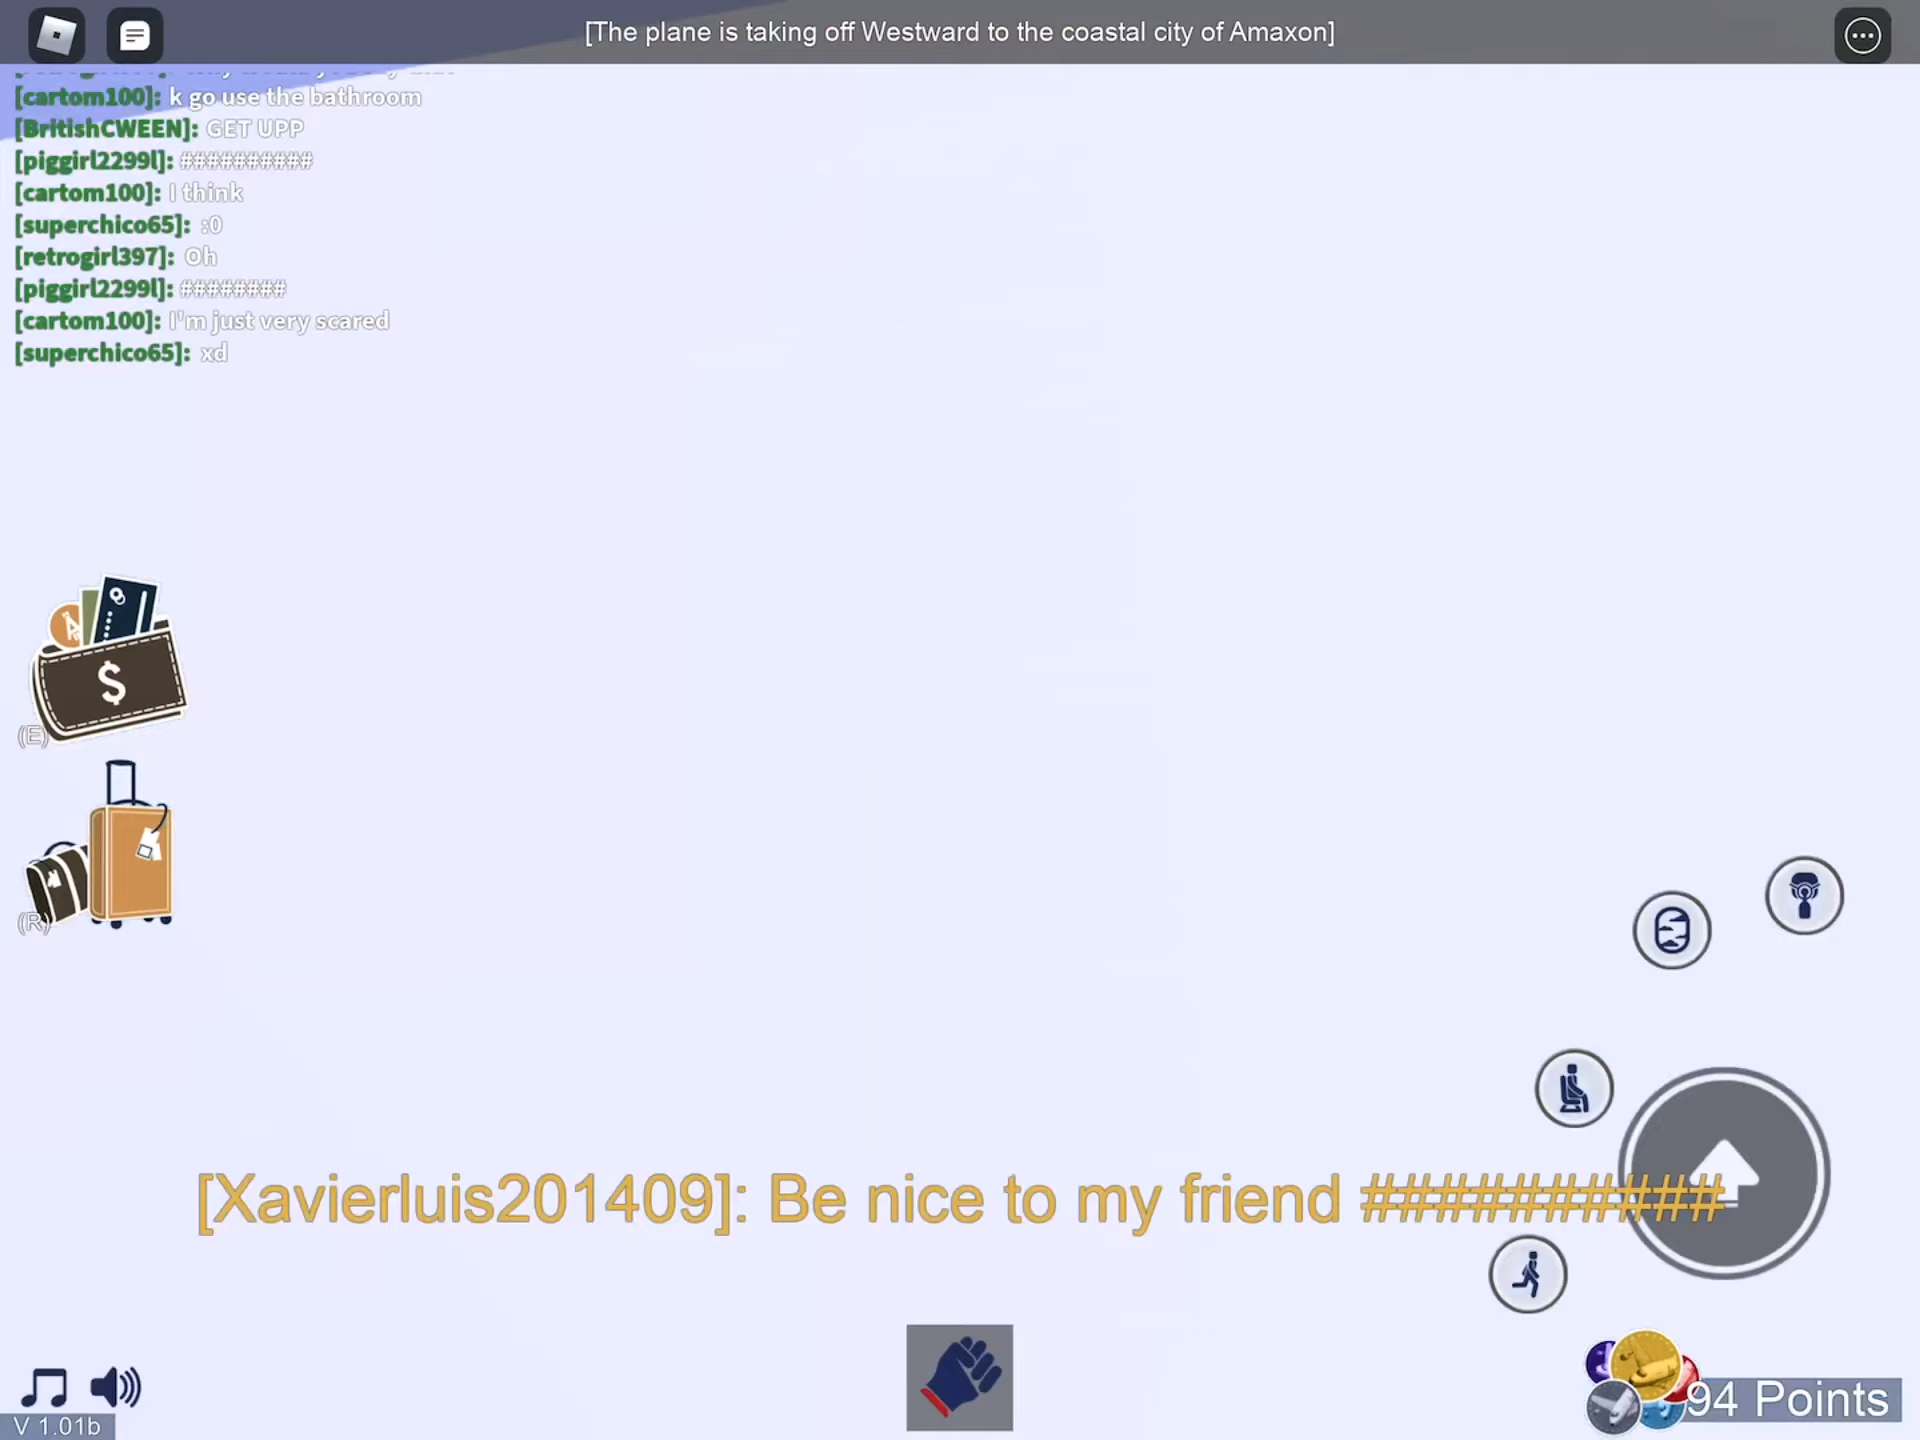 [The plane is taking off Westward to the coastal city of Amaxon]
[cartom100]: k go use the bathroom
[BritishCWEEN]: GET UPP
[piggirl2299l]: ##########
[cartom100]: I think
[superchico65]: :0
[retrogirl397]: Oh
[piggirl2299l]: ########
[cartom100]: I'm just very scared
[superchico65]: xd
$
(E)
(R)
[Xavierluis201409]: Be nice to my friend ##########
94 Points
V 1.01b